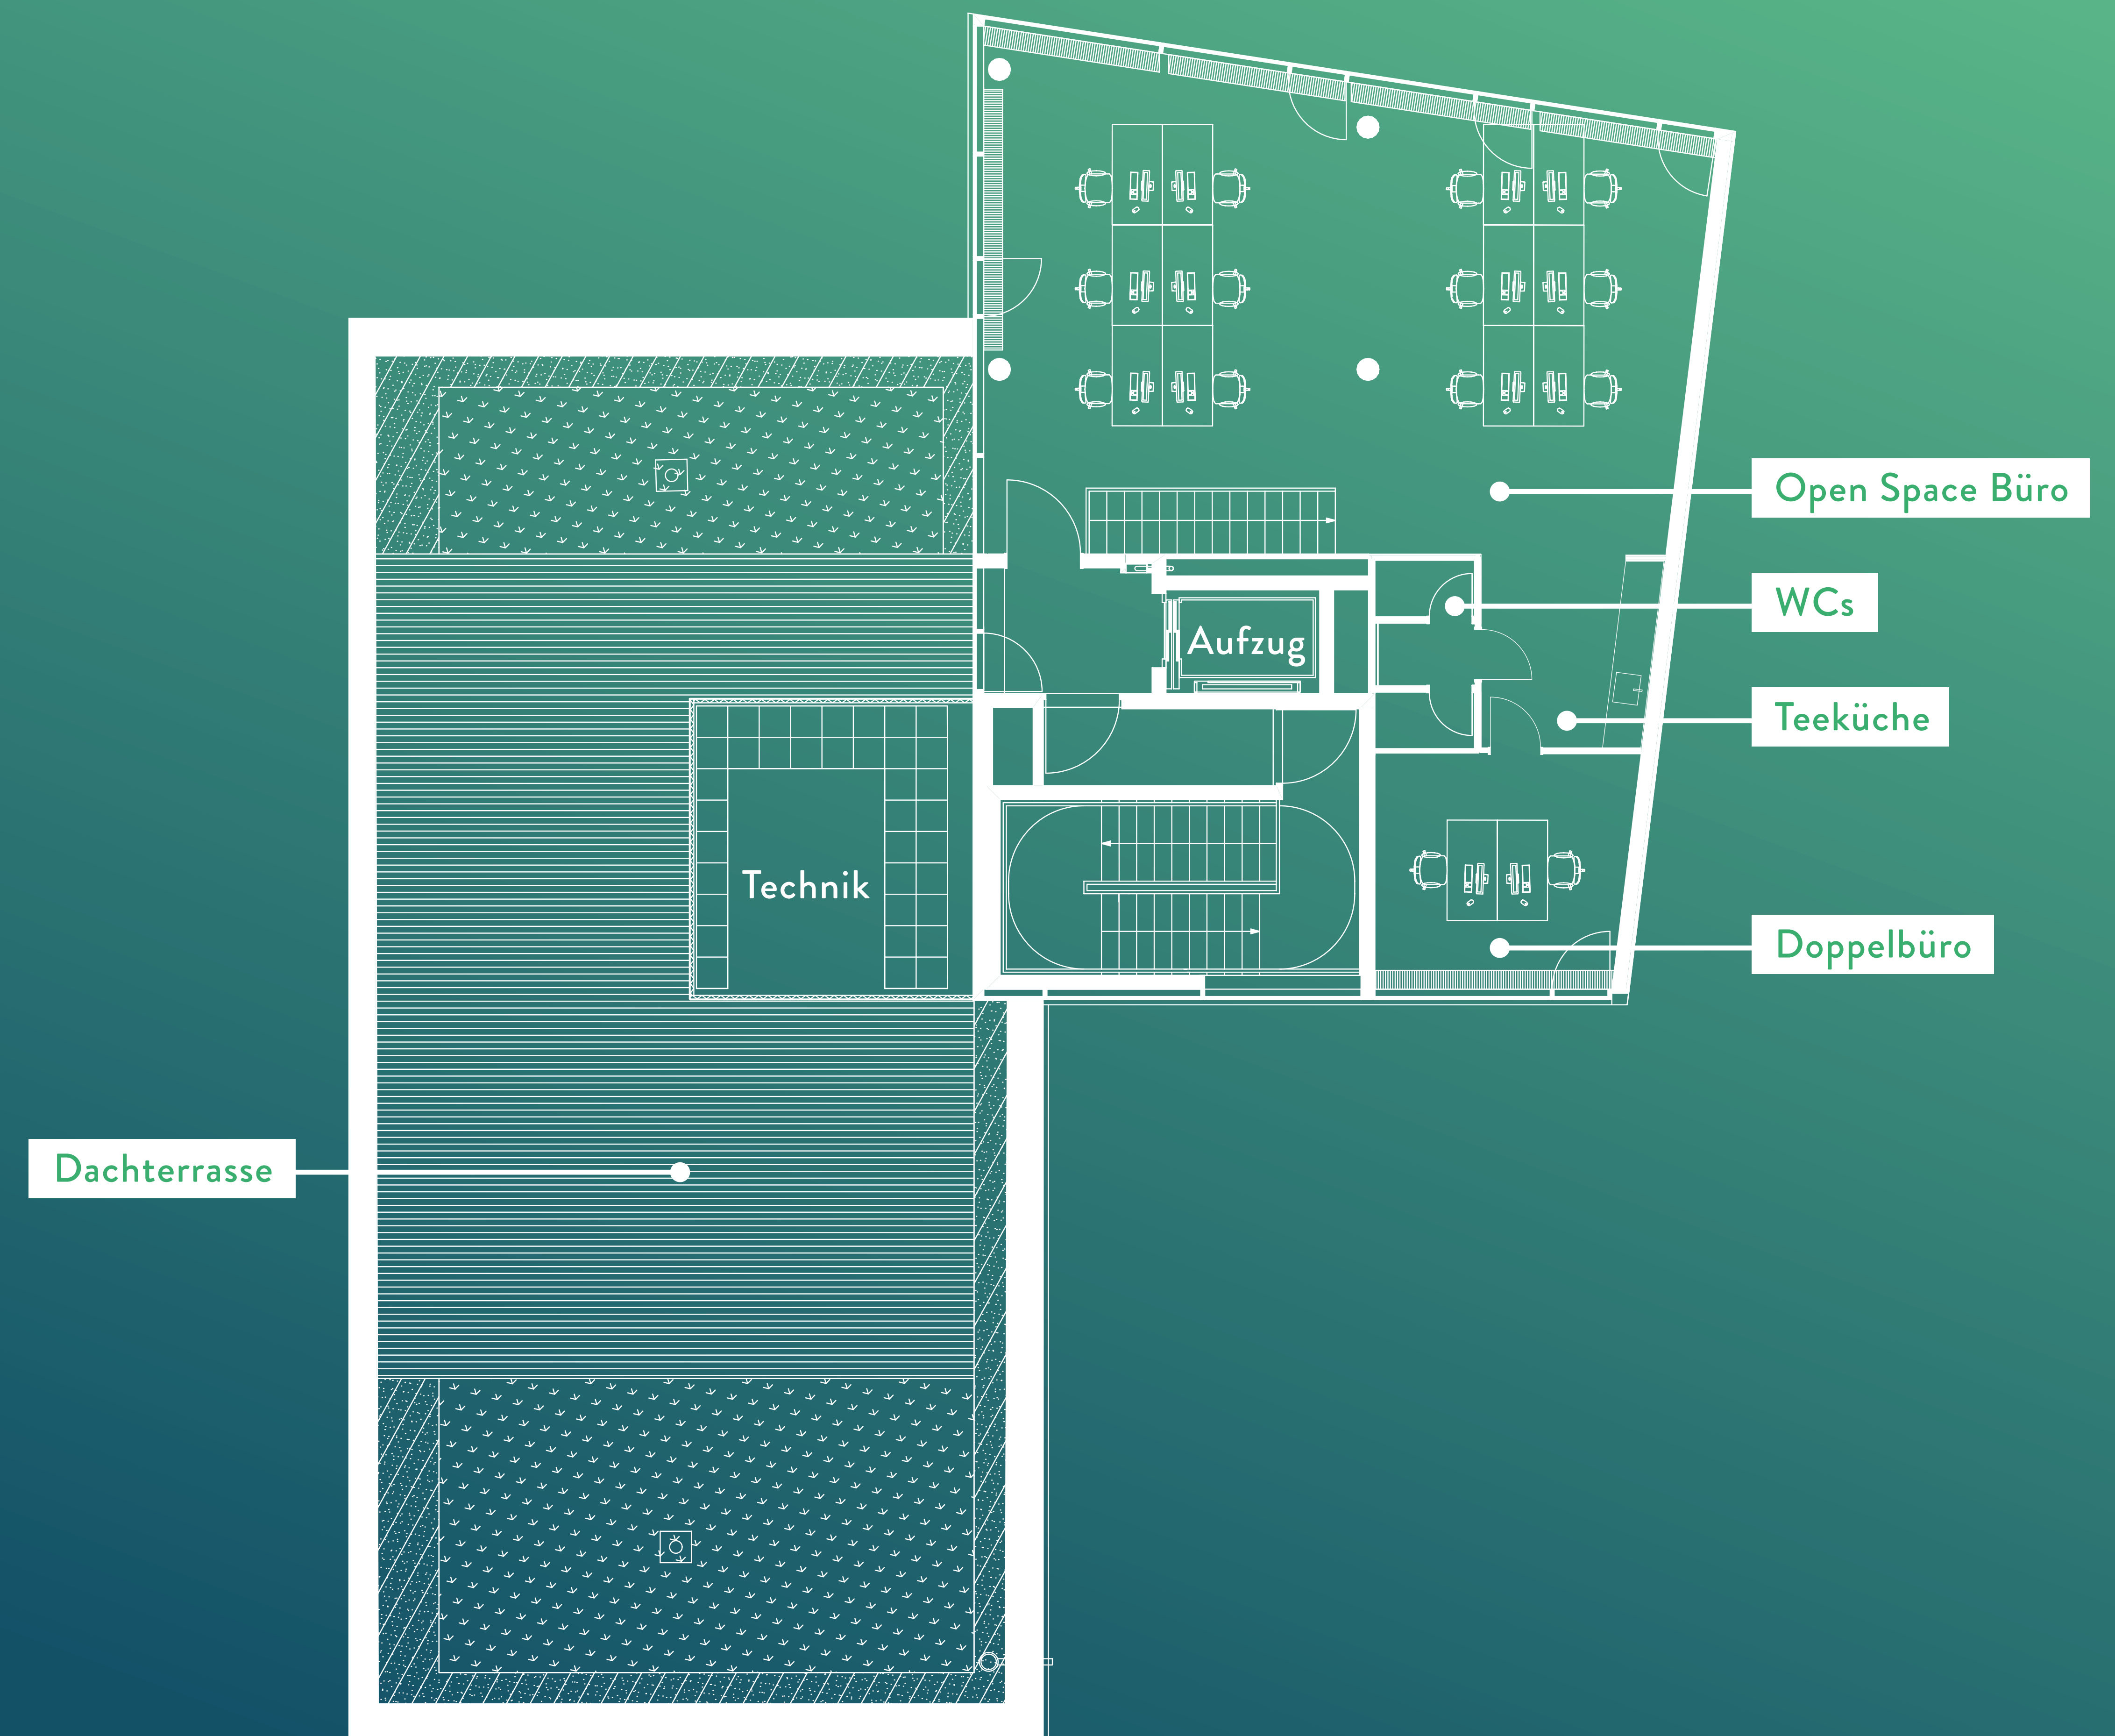 Open Space Büro
WCs
Aufzug
Teeküche
Technik
Doppelbüro
Dachterrasse